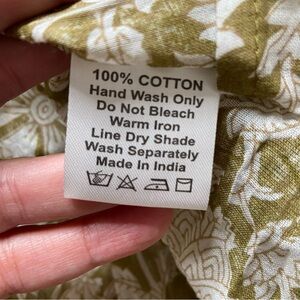 100% COTTON
Hand Wash Only
Do Not Bleach
Warm Iron
Line Dry Shade
Wash Separately
Made In India